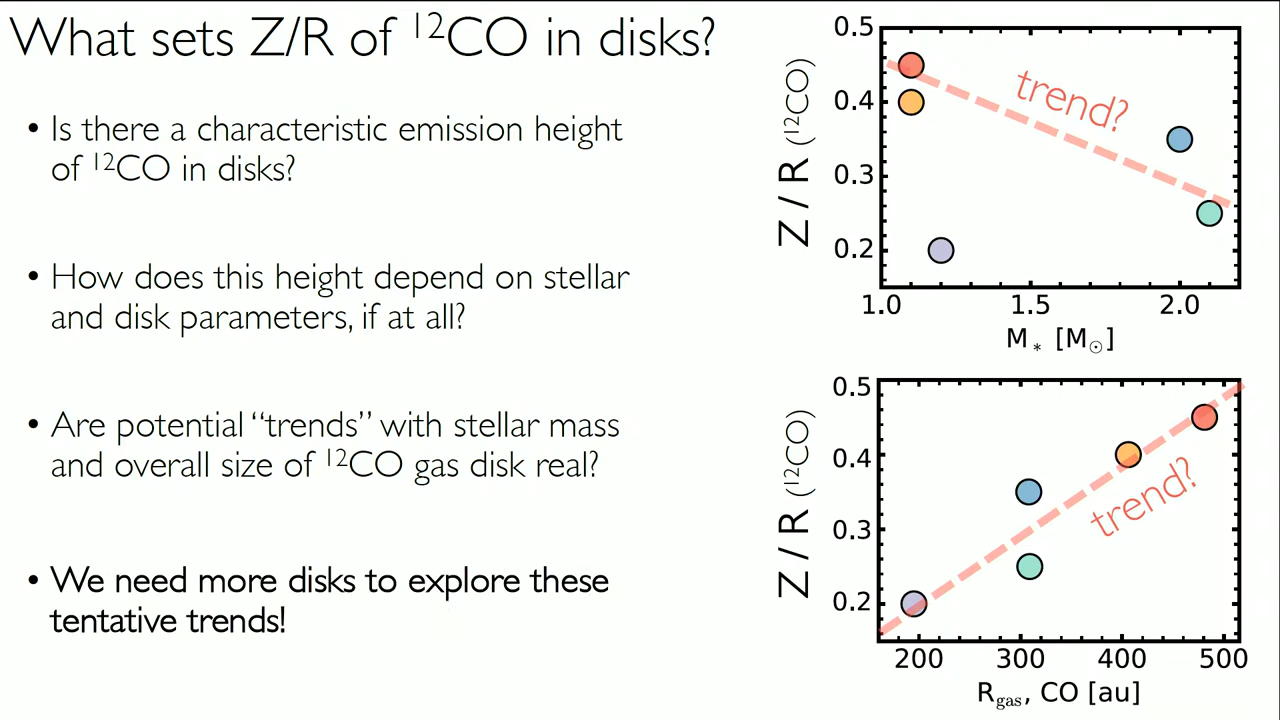 What sets Z/R of ¹²CO in disks?
• Is there a characteristic emission height
of ¹²CO in disks?
• How does this height depend on stellar
and disk parameters, if at all?
• Are potential “trends” with stellar mass
and overall size of ¹²CO gas disk real?
• We need more disks to explore these
tentative trends!
0.5
0.4
0.3
0.2
Z / R (¹²CO)
trend?
1.0 1.5 2.0
M* [M☉]
0.5
0.4
0.3
0.2
Z / R (¹²CO)
trend?
200 300 400 500
R_gas, CO [au]